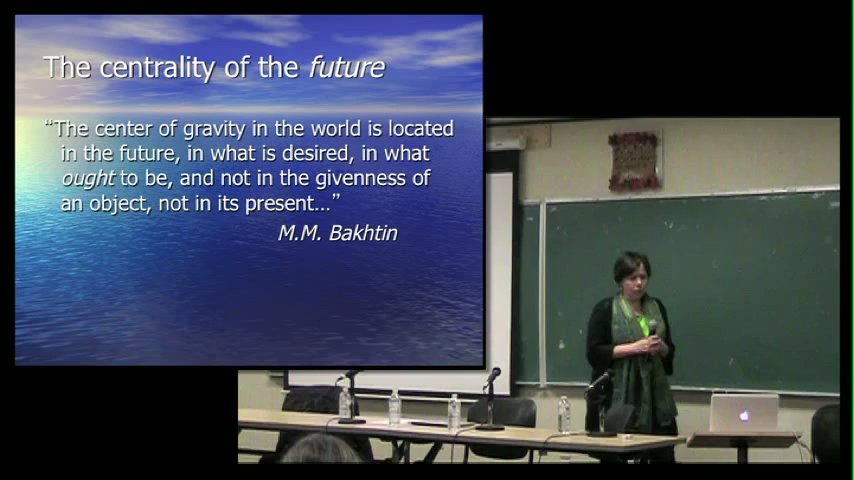 The centrality of the future
“The center of gravity in the world is located
in the future, in what is desired, in what
ought to be, and not in the givenness of
an object, not in its present...”
M.M. Bakhtin